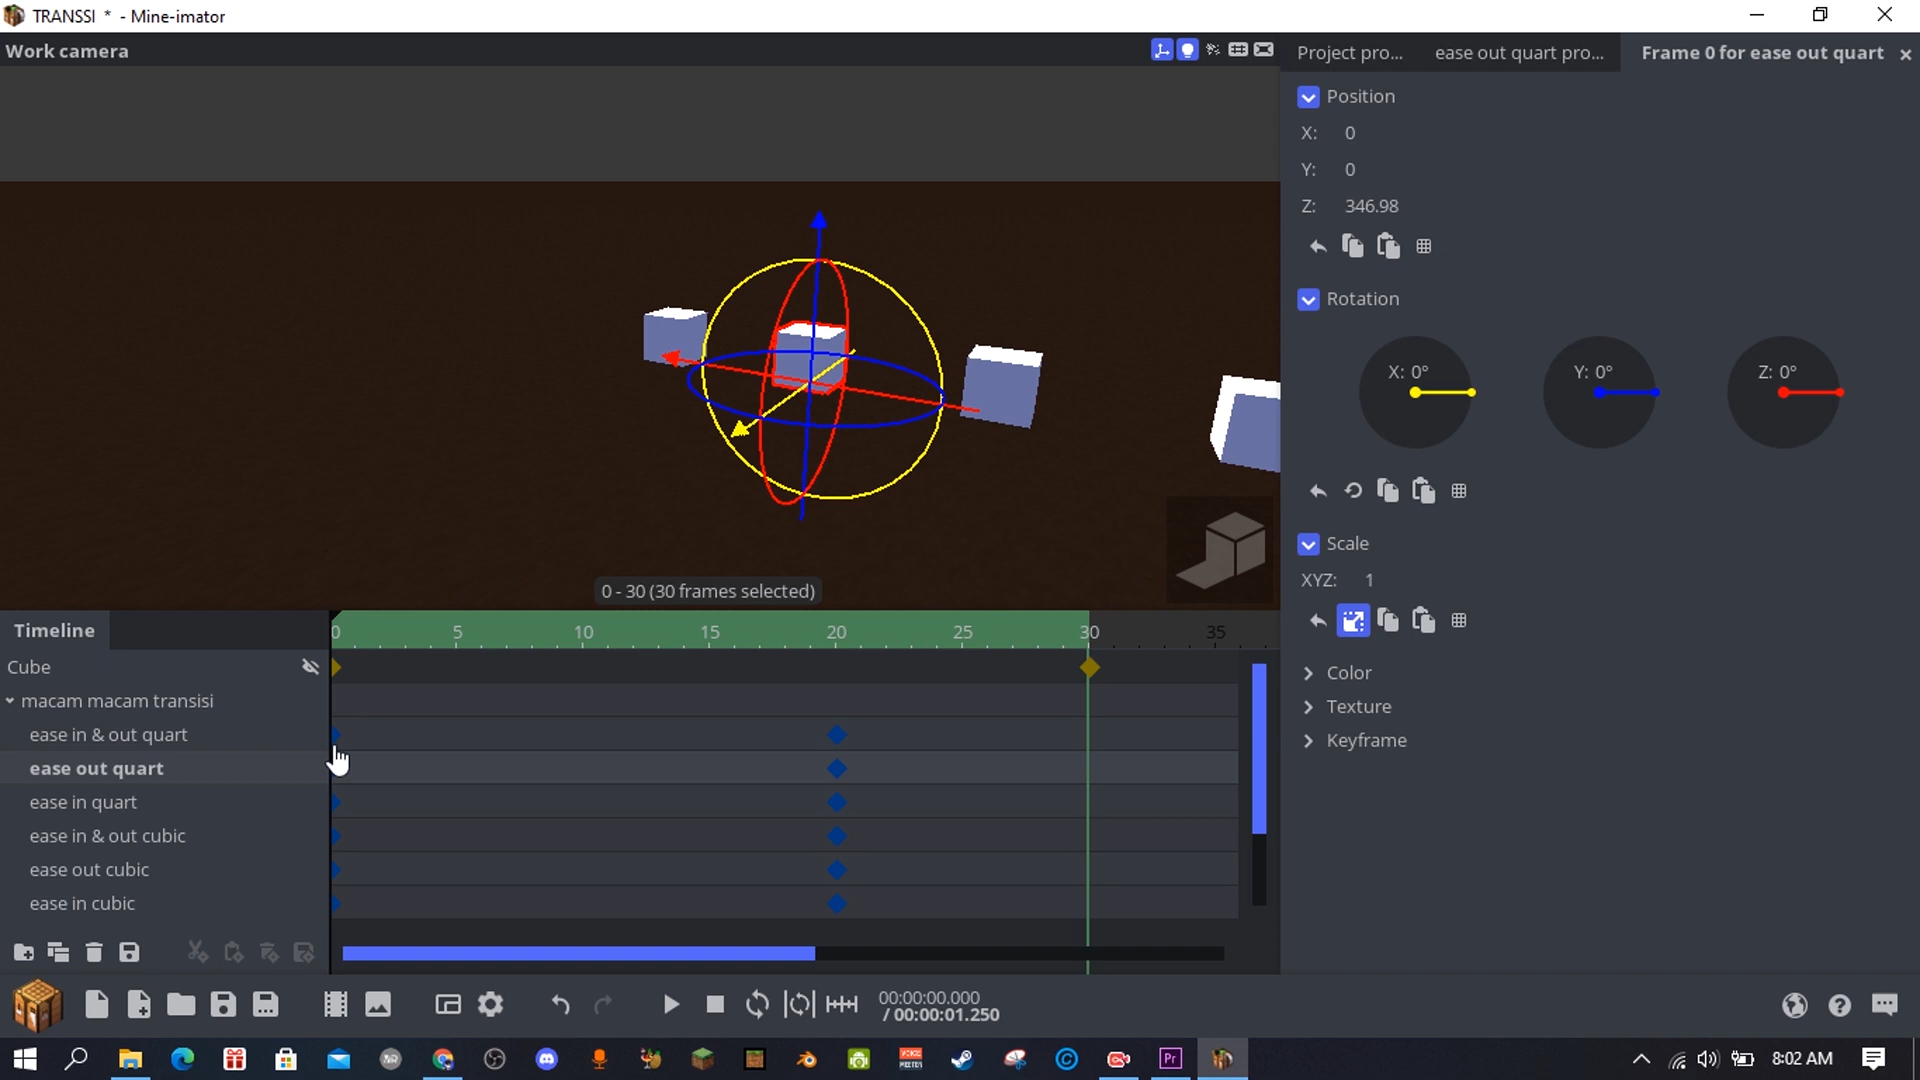 TRANSSI * - Mine-imator
Work camera
Project pro...
ease out quart pro...
Frame 0 for ease out quart
Position
X: 0
Y: 0
Z: 346.98
Rotation
X: 0° Y: 0° Z: 0°
Scale
XYZ: 1
Color
Texture
Keyframe
0 - 30 (30 frames selected)
Timeline
0 5 10 15 20 25 30 35
Cube
macam macam transisi
ease in & out quart
ease out quart
ease in quart
ease in & out cubic
ease out cubic
ease in cubic
00:00:00.000
/ 00:00:01.250
Pr
8:02 AM